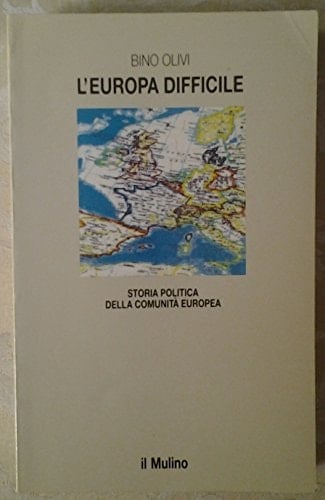 BINO OLIVI
L'EUROPA DIFFICILE
STORIA POLITICA
DELLA COMUNITÀ EUROPEA
il Mulino